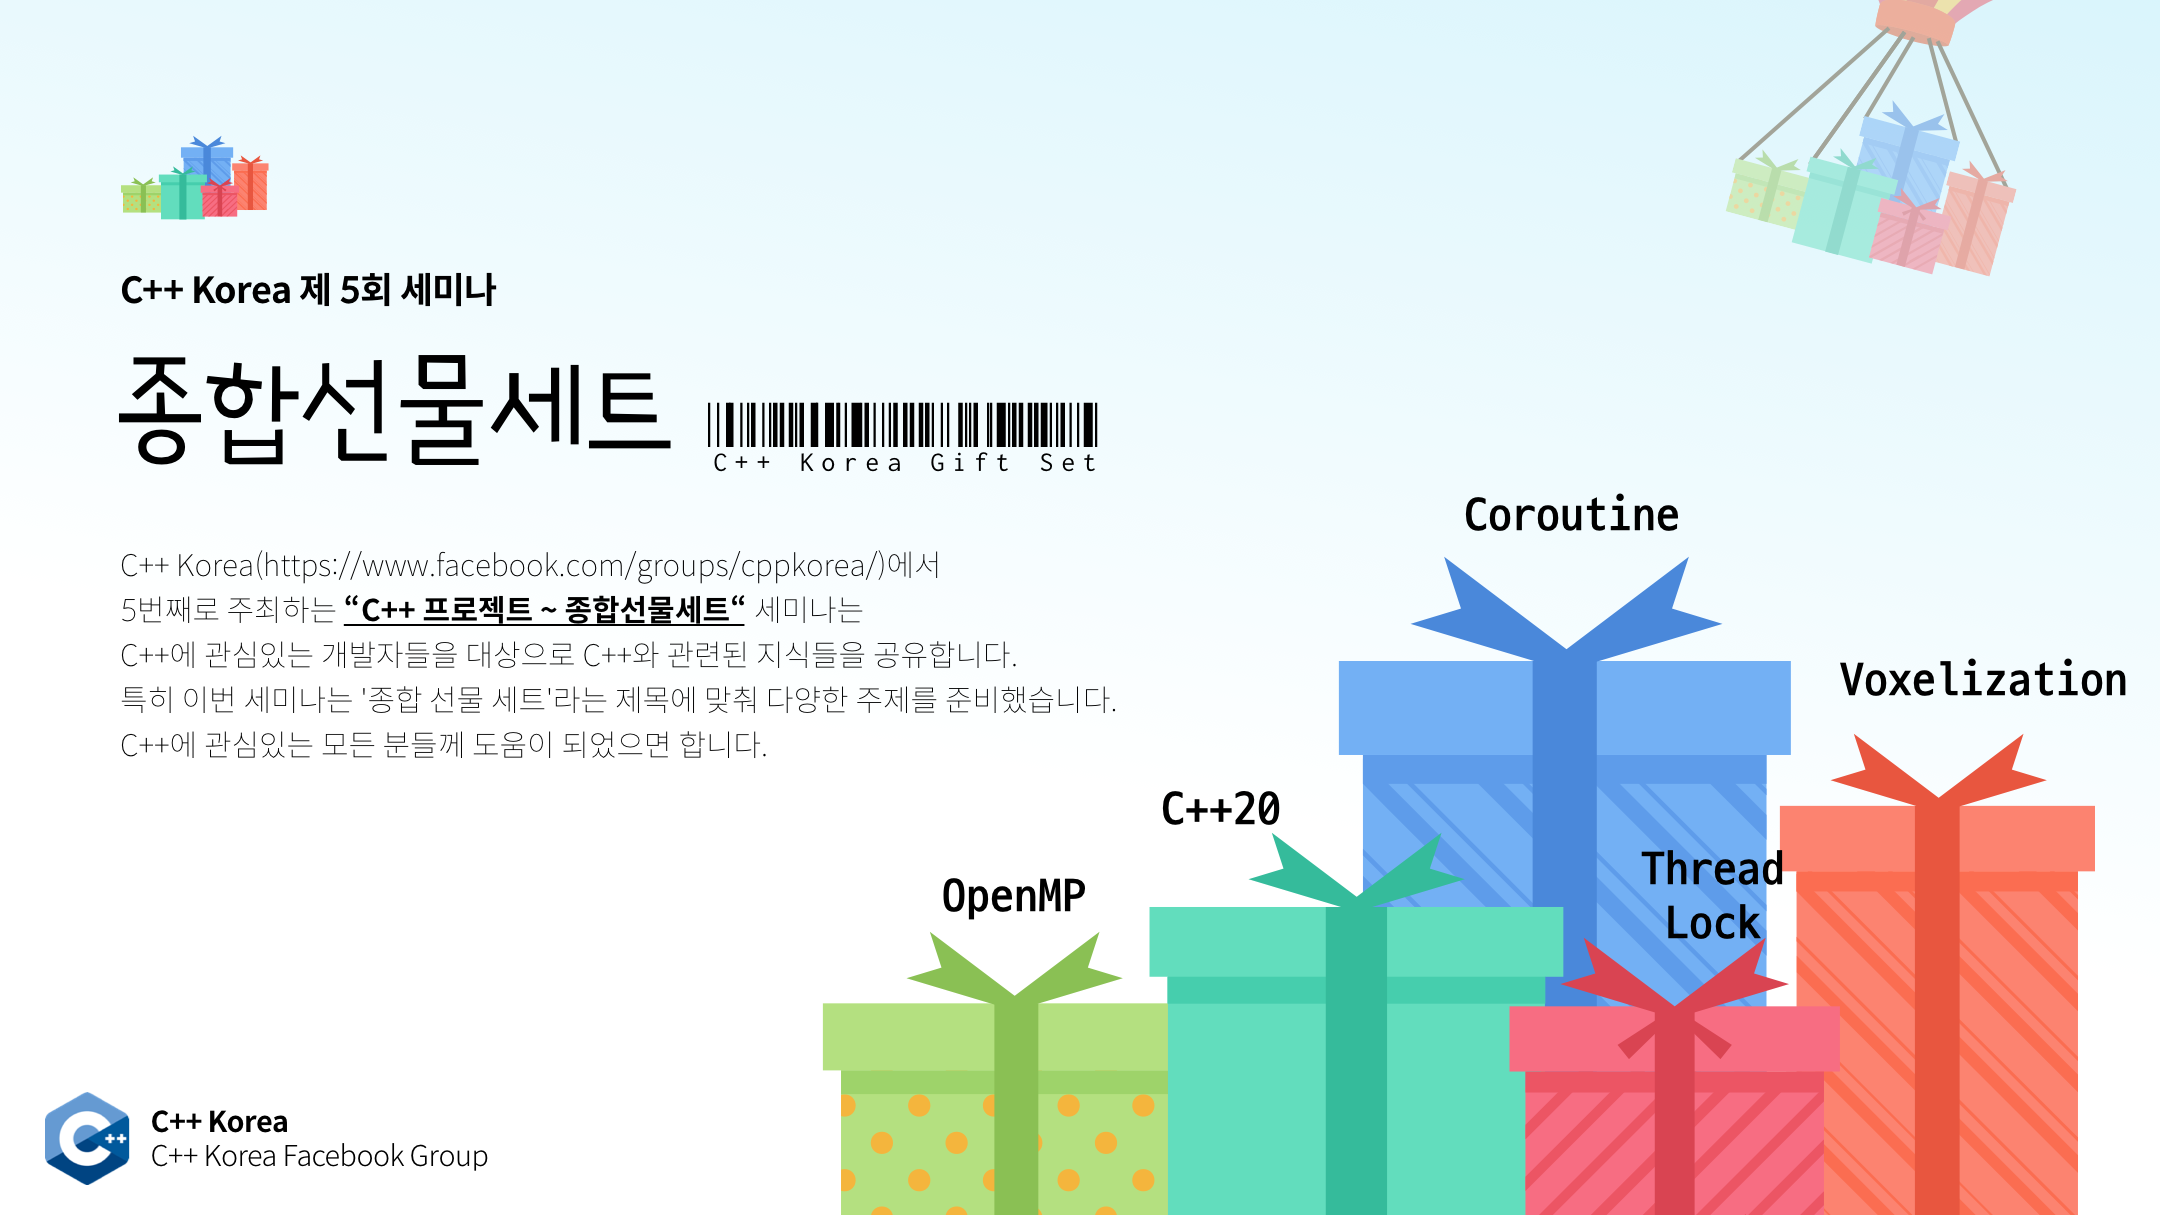 C++ Korea 제 5회 세미나
종합선물세트
C++ Korea Gift Set
C++ Korea(https://www.facebook.com/groups/cppkorea/)에서
5번째로 주최하는 “C++ 프로젝트 ~ 종합선물세트“ 세미나는
C++에 관심있는 개발자들을 대상으로 C++와 관련된 지식들을 공유합니다.
특히 이번 세미나는 '종합 선물 세트'라는 제목에 맞춰 다양한 주제를 준비했습니다.
C++에 관심있는 모든 분들께 도움이 되었으면 합니다.
Coroutine
Voxelization
C++20
Thread
Lock
OpenMP
C++
C++ Korea
C++ Korea Facebook Group